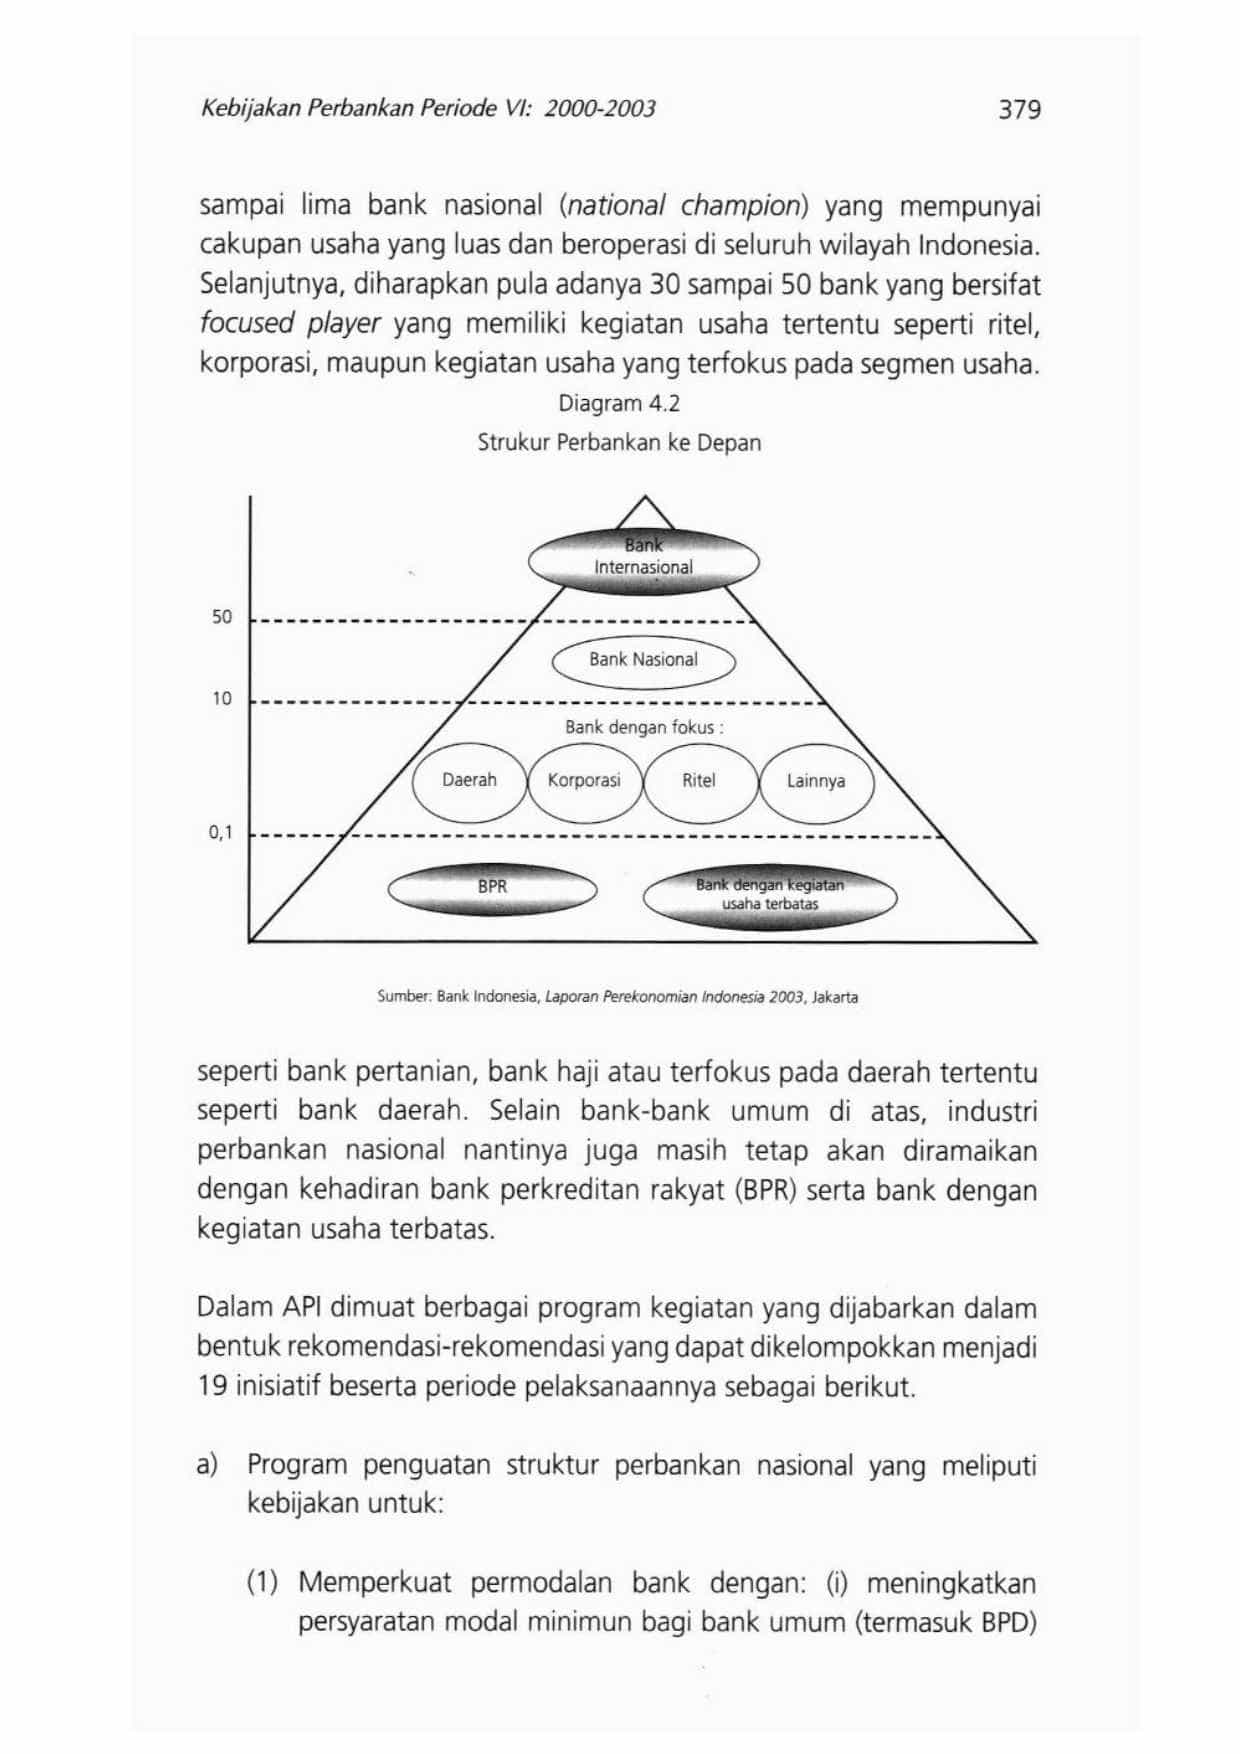 Kebijakan Perbankan Periode VI: 2000-2003 379
sampai lima bank nasional (national champion) yang mempunyai
cakupan usaha yang luas dan beroperasi di seluruh wilayah Indonesia.
Selanjutnya, diharapkan pula adanya 30 sampai 50 bank yang bersifat
focused player yang memiliki kegiatan usaha tertentu seperti ritel,
korporasi, maupun kegiatan usaha yang terfokus pada segmen usaha.
Diagram 4.2
Strukur Perbankan ke Depan
Bank
Internasional
50
Bank Nasional
10
Bank dengan fokus :
Daerah Korporasi Ritel Lainnya
0,1
BPR
Bank dengan kegiatan
usaha terbatas
Sumber: Bank Indonesia, Laporan Perekonomian Indonesia 2003, Jakarta
seperti bank pertanian, bank haji atau terfokus pada daerah tertentu
seperti bank daerah. Selain bank-bank umum di atas, industri
perbankan nasional nantinya juga masih tetap akan diramaikan
dengan kehadiran bank perkreditan rakyat (BPR) serta bank dengan
kegiatan usaha terbatas.
Dalam API dimuat berbagai program kegiatan yang dijabarkan dalam
bentuk rekomendasi-rekomendasi yang dapat dikelompokkan menjadi
19 inisiatif beserta periode pelaksanaannya sebagai berikut.
a) Program penguatan struktur perbankan nasional yang meliputi
kebijakan untuk:
(1) Memperkuat permodalan bank dengan: (i) meningkatkan
persyaratan modal minimun bagi bank umum (termasuk BPD)